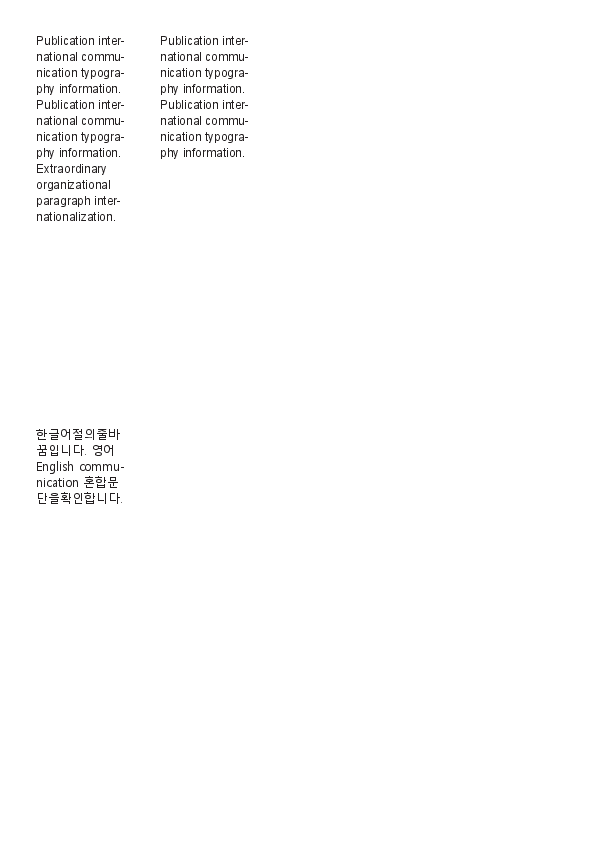 Publication inter-
national commu-
nication typogra-
phy information.
Publication inter-
national commu-
nication typogra-
phy information.
Extraordinary
organizational
paragraph inter-
nationalization.
Publication inter-
national commu-
nication typogra-
phy information.
Publication inter-
national commu-
nication typogra-
phy information.
한글어절의줄바
꿈입니다. 영어
English commu-
nication 혼합문
단을확인합니다.